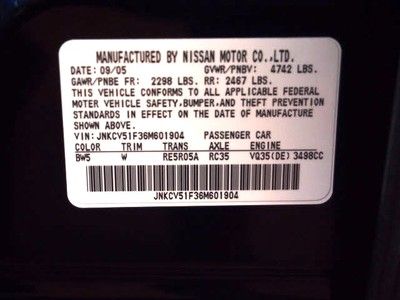 MANUFACTURED BY NISSAN MOTOR CO.,LTD.
DATE: 09/05 GVWR/PNBV: 4742 LBS.
GAWR/PNBE FR: 2298 LBS. RR: 2467 LBS.
THIS VEHICLE CONFORMS TO ALL APPLICABLE FEDERAL
MOTER VEHICLE SAFETY, BUMPER, AND THEFT PREVENTION
STANDARDS IN EFFECT ON THE DATE OF MANUFACTURE
SHOWN ABOVE.
VIN: JNKCV51F36M601904 PASSENGER CAR
COLOR TRIM TRANS AXLE ENGINE
BW5 W RE5R05A RC35 VQ35(DE) 3498CC
JNKCV51F36M601904